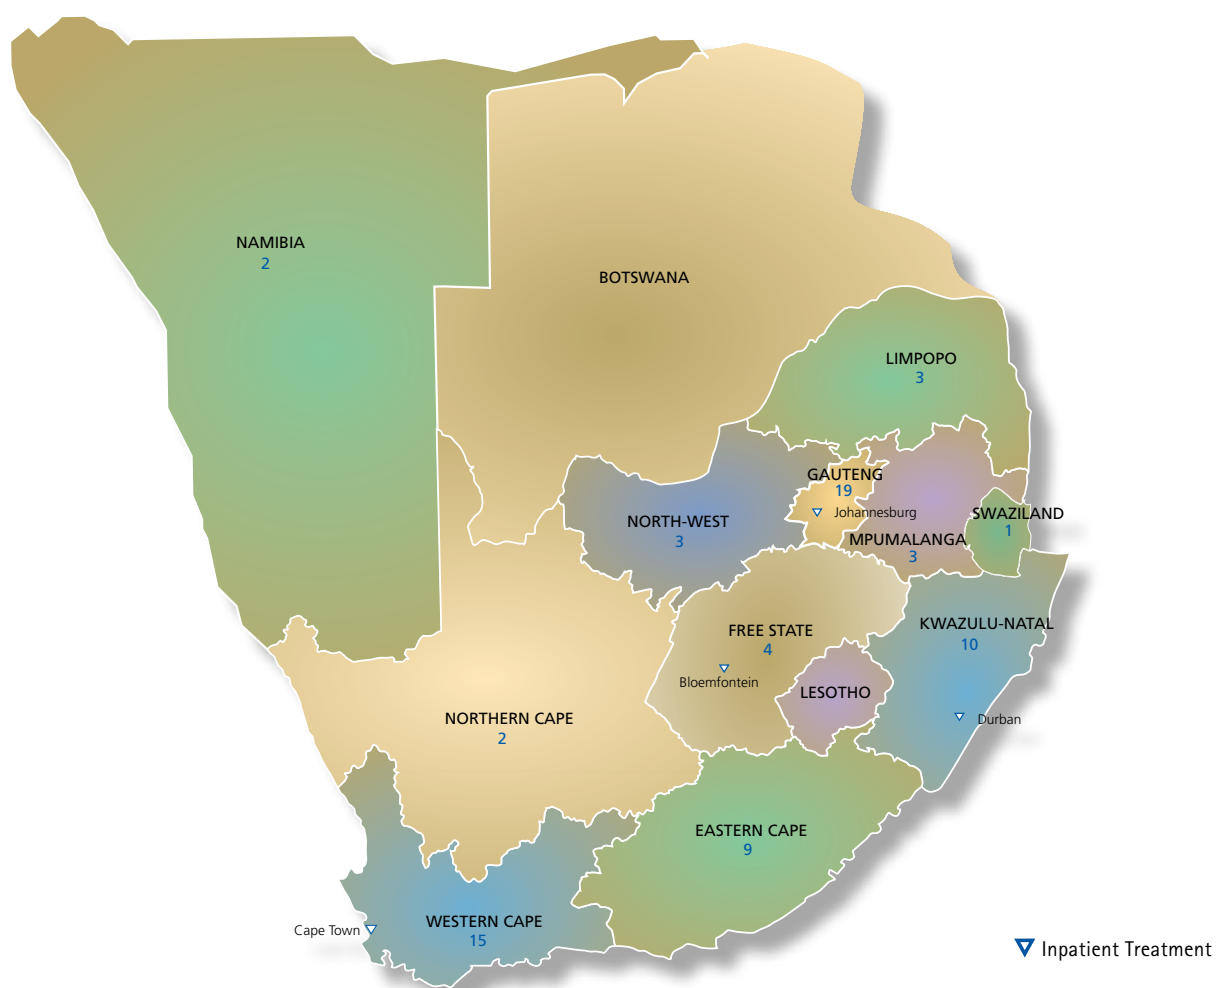 NAMIBIA
2
BOTSWANA
LIMPOPO
3
GAUTENG
19
Johannesburg
SWAZILAND
1
NORTH-WEST
3
MPUMALANGA
3
FREE STATE
4
Bloemfontein
KWAZULU-NATAL
10
LESOTHO
Durban
NORTHERN CAPE
2
EASTERN CAPE
9
WESTERN CAPE
15
Cape Town
Inpatient Treatment